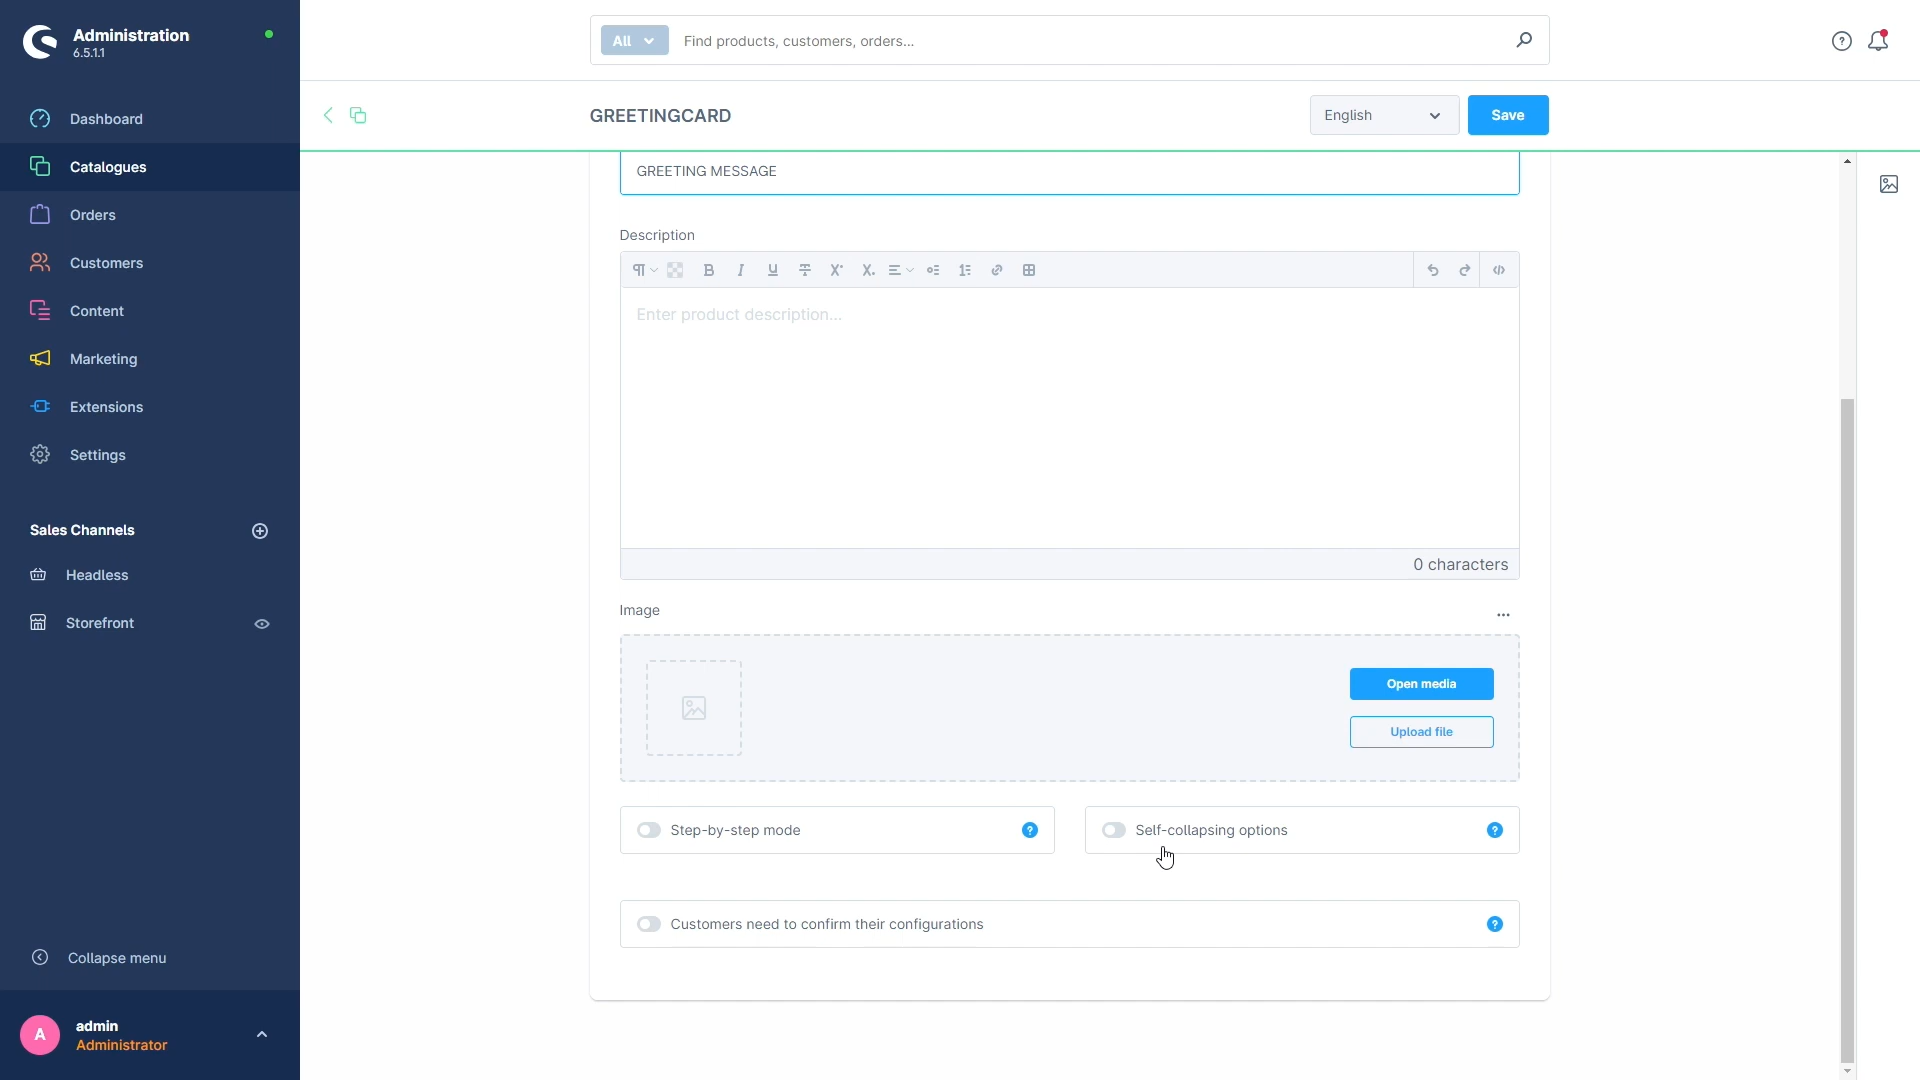 Administration
6.5.1.1
Dashboard
Catalogues
Orders
Customers
Content
Marketing
Extensions
Settings
Sales Channels
Headless
Storefront
Collapse menu
A
admin
Administrator
All
Find products, customers, orders...
GREETINGCARD
English
Save
GREETING MESSAGE
Description
Enter product description...
0 characters
Image
Open media
Upload file
Step-by-step mode
Self-collapsing options
Customers need to confirm their configurations